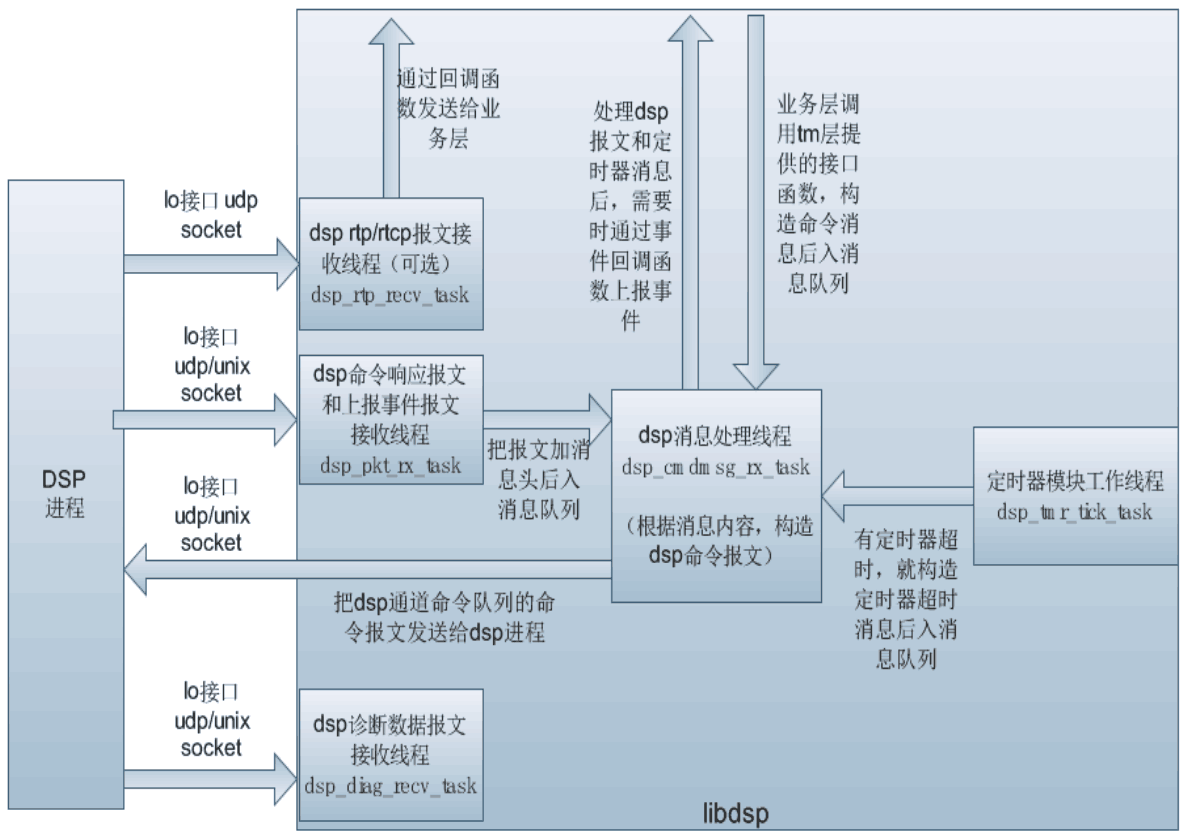 通过回调函
数发送给业
务层
处理dsp
报文和定
时器消息
后，需要
时通过事
件回调函
数上报事
件
业务层调
用tm层提
供的接口
函数，构
造命令消
息后入消
息队列
lo接口 udp
socket
dsp rtp/rtcp报文接
收线程（可选）
dsp_rtp_recv_task
lo接口
udp/unix
socket
dsp命令响应报文
和上报事件报文
接收线程
dsp_pkt_rx_task
把报文加消
息头后入
消息队列
dsp消息处理线程
dsp_cmdmsg_rx_task
（根据消息内容，构造
dsp命令报文）
定时器模块工作线程
dsp_tmr_tick_task
有定时器超
时，就构造
定时器超时
消息后入消
息队列
DSP
进程
lo接口
udp/unix
socket
把dsp通道命令队列的命
令报文发送给dsp进程
lo接口
udp/unix
socket
dsp诊断数据报文
接收线程
dsp_diag_recv_task
libdsp